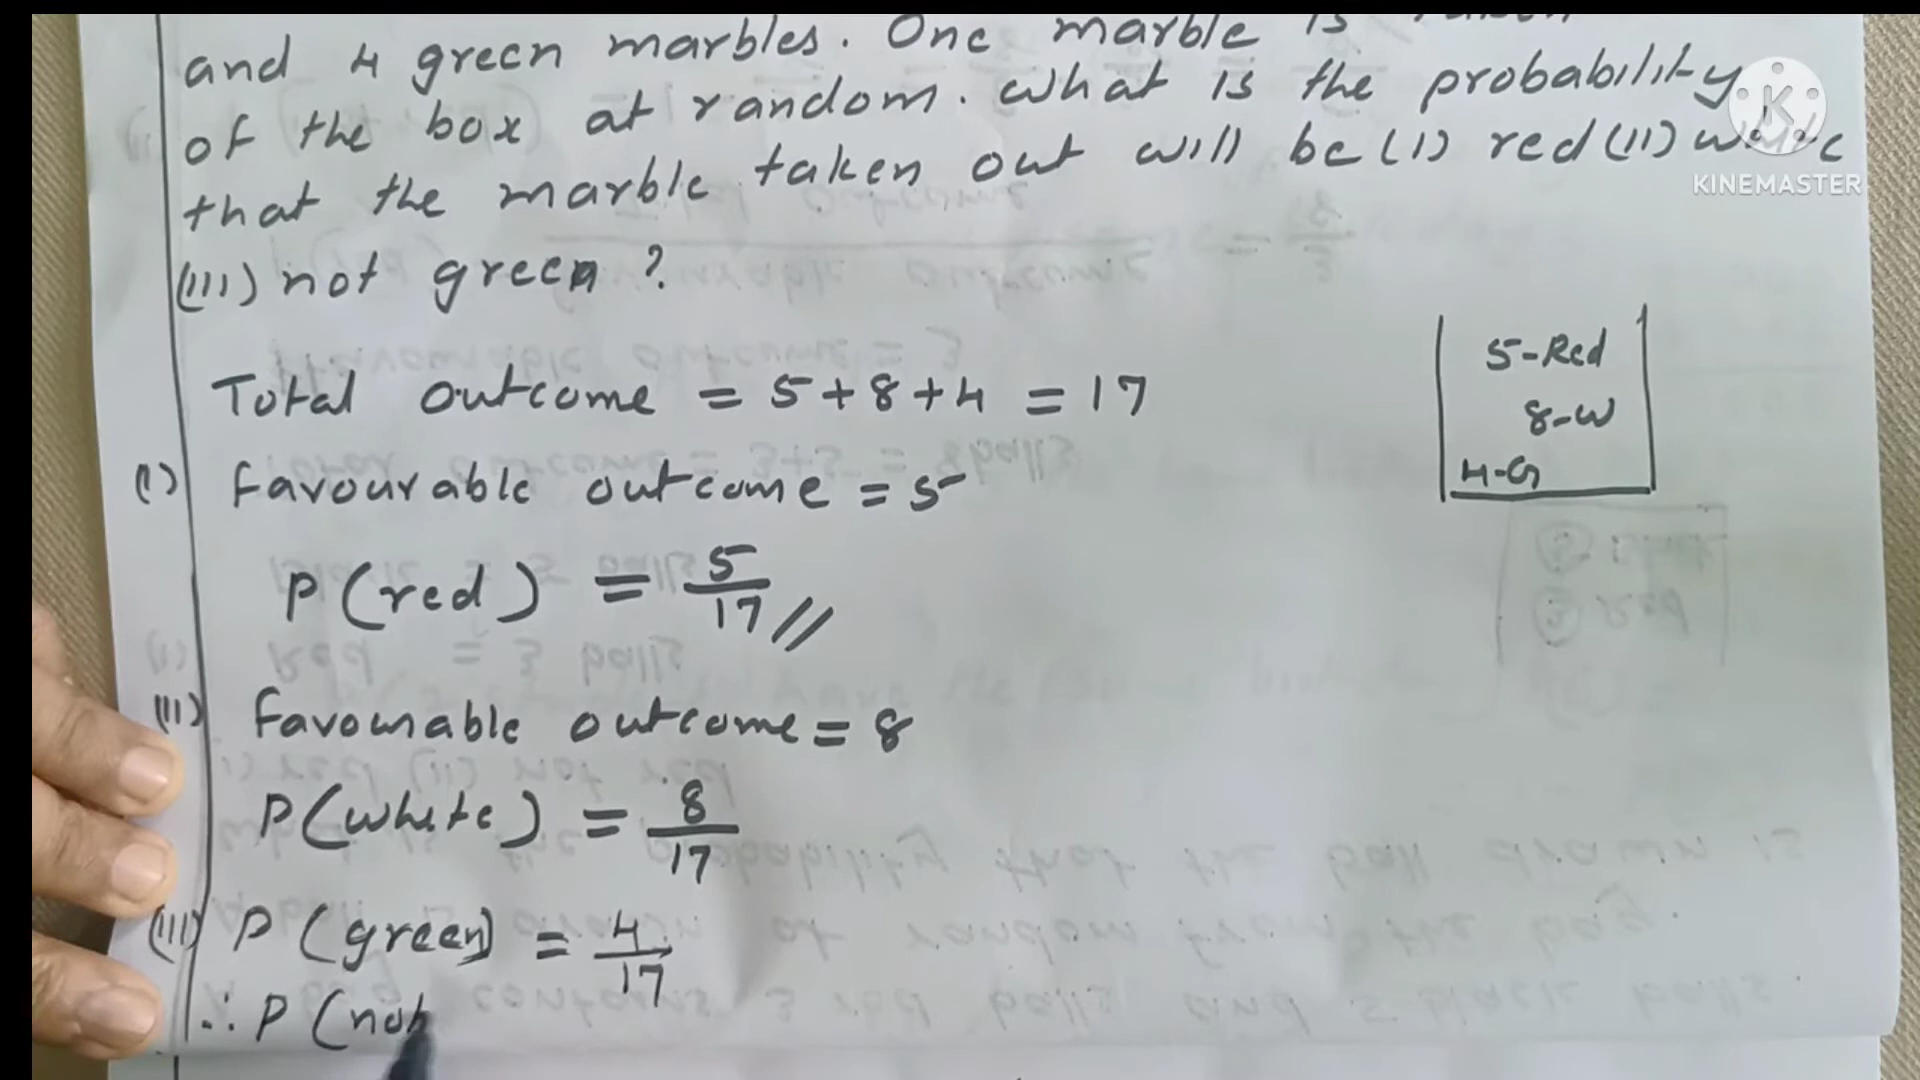 and 4 green marbles. One marble is
of the box at random. What is the probability
that the marble taken out will be (i) red (ii)
(iii) not green?
Total outcome = 5+8+4 = 17
(i) Favourable outcome = 5
P(red) = 5/17 //
(ii) Favourable outcome = 8
P(white) = 8/17
(iii) P(green) = 4/17
∴ P(not
5-Red
8-W
4-G
K
KINEMASTER